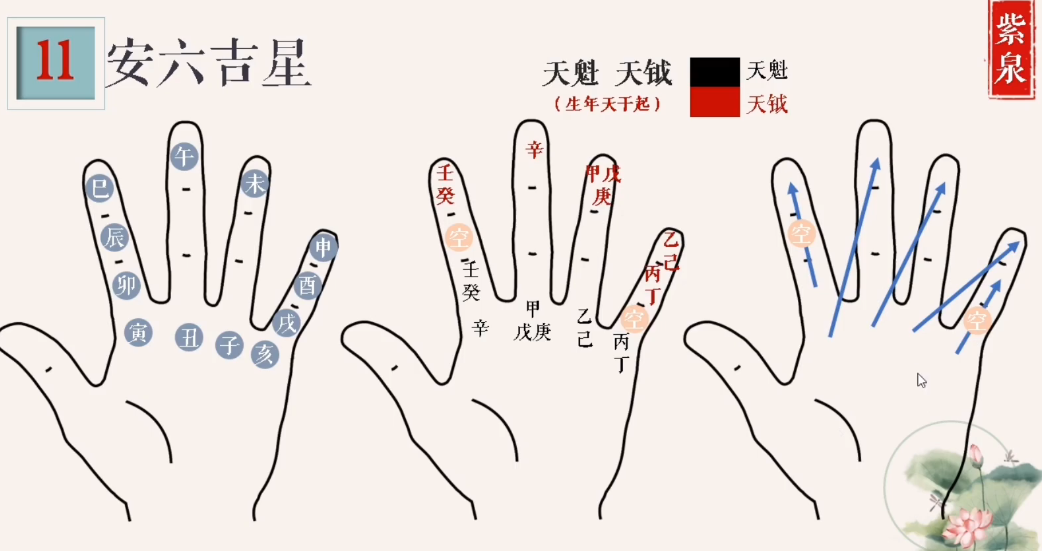 11
安六吉星
天魁 天钺
（生年天干起）
天魁
天钺
紫
泉
午
巳
未
辰
申
卯
酉
寅
戌
丑
子
亥
辛
壬
癸
甲戊
庚
空
乙
己
丙
丁
壬
癸
辛
甲
戊庚
乙
己
空
丙
丁
空
空